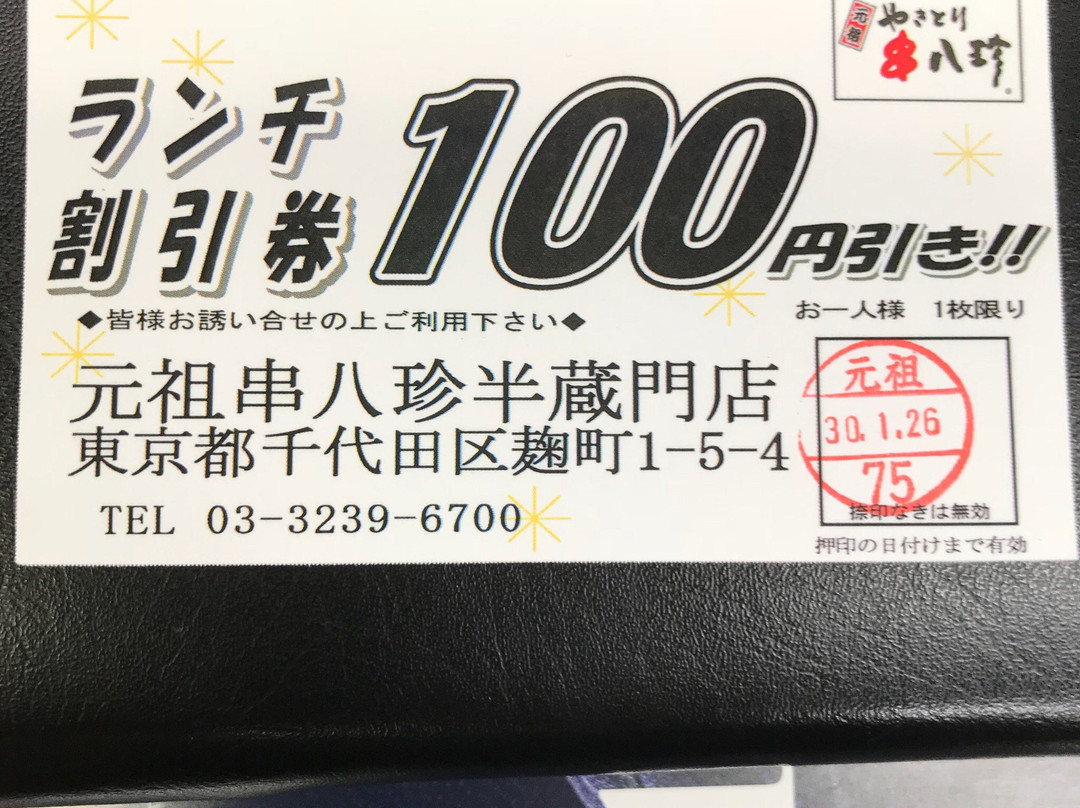 元祖
やきとり
串八珍
ランチ
割引券
100
円引き!!
お一人様 1枚限り
◆皆様お誘い合せの上ご利用下さい◆
元祖串八珍半蔵門店
東京都千代田区麹町1-5-4
TEL 03-3239-6700
元祖
30.1.26
75
捺印なきは無効
押印の日付けまで有効